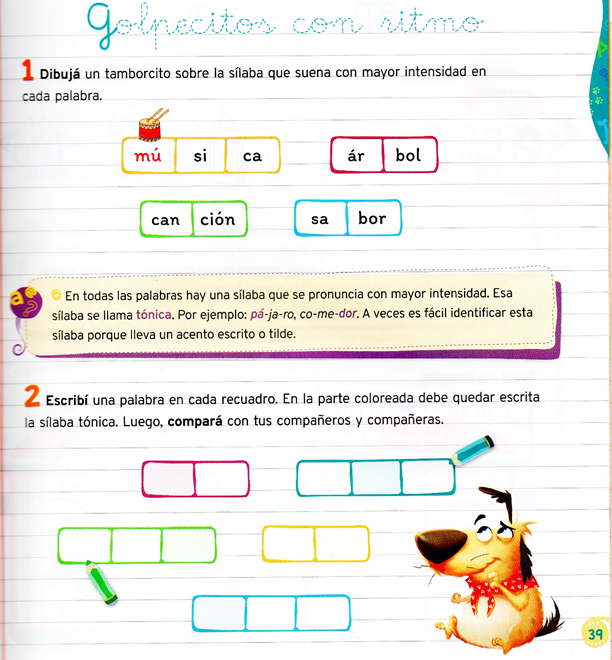 Golpecitos con ritmo
1 Dibujá un tamborcito sobre la sílaba que suena con mayor intensidad en
cada palabra.
mú si ca
ár bol
can ción
sa bor
En todas las palabras hay una sílaba que se pronuncia con mayor intensidad. Esa
sílaba se llama tónica. Por ejemplo: pá-ja-ro, co-me-dor. A veces es fácil identificar esta
sílaba porque lleva un acento escrito o tilde.
2 Escribí una palabra en cada recuadro. En la parte coloreada debe quedar escrita
la sílaba tónica. Luego, compará con tus compañeros y compañeras.
39